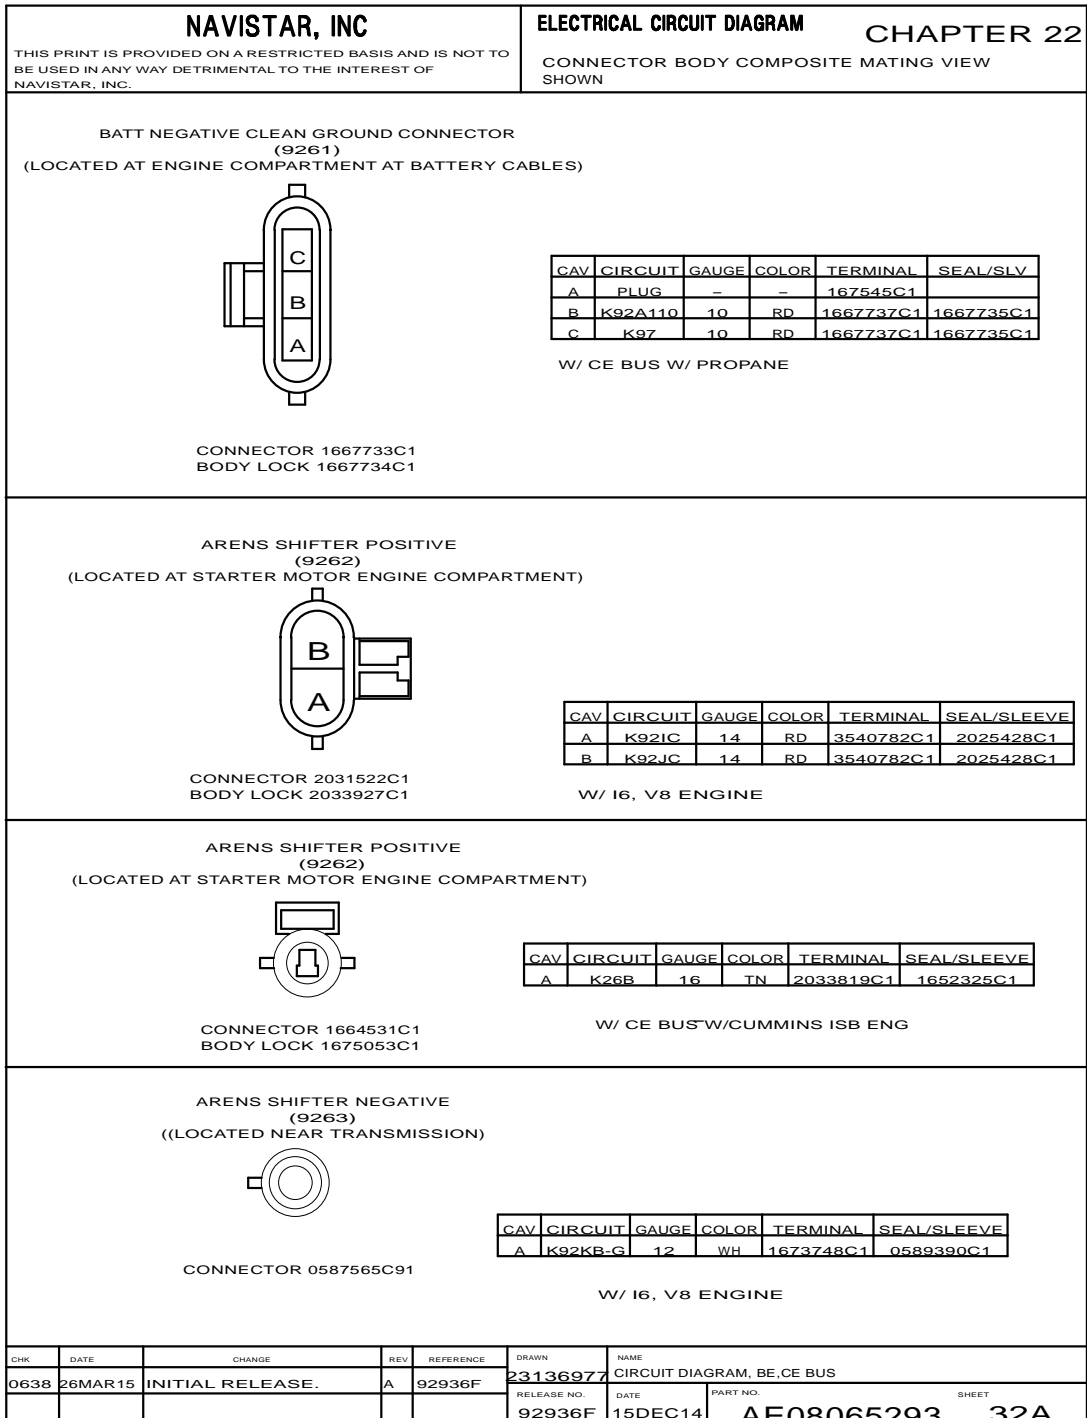 NAVISTAR, INC
THIS PRINT IS PROVIDED ON A RESTRICTED BASIS AND IS NOT TO
BE USED IN ANY WAY DETRIMENTAL TO THE INTEREST OF
NAVISTAR, INC.
ELECTRICAL CIRCUIT DIAGRAM
CHAPTER 22
CONNECTOR BODY COMPOSITE MATING VIEW
SHOWN
BATT NEGATIVE CLEAN GROUND CONNECTOR
(9261)
(LOCATED AT ENGINE COMPARTMENT AT BATTERY CABLES)
C
B
A
CAV CIRCUIT GAUGE COLOR TERMINAL SEAL/SLV
A PLUG – – 167545C1
B K92A110 10 RD 1667737C1 1667735C1
C K97 10 RD 1667737C1 1667735C1
W/ CE BUS W/ PROPANE
CONNECTOR 1667733C1
BODY LOCK 1667734C1
ARENS SHIFTER POSITIVE
(9262)
(LOCATED AT STARTER MOTOR ENGINE COMPARTMENT)
B
A
CAV CIRCUIT GAUGE COLOR TERMINAL SEAL/SLEEVE
A K92IC 14 RD 3540782C1 2025428C1
B K92JC 14 RD 3540782C1 2025428C1
CONNECTOR 2031522C1
BODY LOCK 2033927C1
W/ I6, V8 ENGINE
ARENS SHIFTER POSITIVE
(9262)
(LOCATED AT STARTER MOTOR ENGINE COMPARTMENT)
CAV CIRCUIT GAUGE COLOR TERMINAL SEAL/SLEEVE
A K26B 16 TN 2033819C1 1652325C1
W/ CE BUS W/CUMMINS ISB ENG
CONNECTOR 1664531C1
BODY LOCK 1675053C1
ARENS SHIFTER NEGATIVE
(9263)
((LOCATED NEAR TRANSMISSION)
CAV CIRCUIT GAUGE COLOR TERMINAL SEAL/SLEEVE
A K92KB-G 12 WH 1673748C1 0589390C1
CONNECTOR 0587565C91
W/ I6, V8 ENGINE
CHK DATE CHANGE REV REFERENCE
0638 26MAR15 INITIAL RELEASE. A 92936F
DRAWN
23136977
NAME
CIRCUIT DIAGRAM, BE,CE BUS
RELEASE NO.
92936F
DATE
15DEC14
PART NO.
AE08065293
SHEET
32A